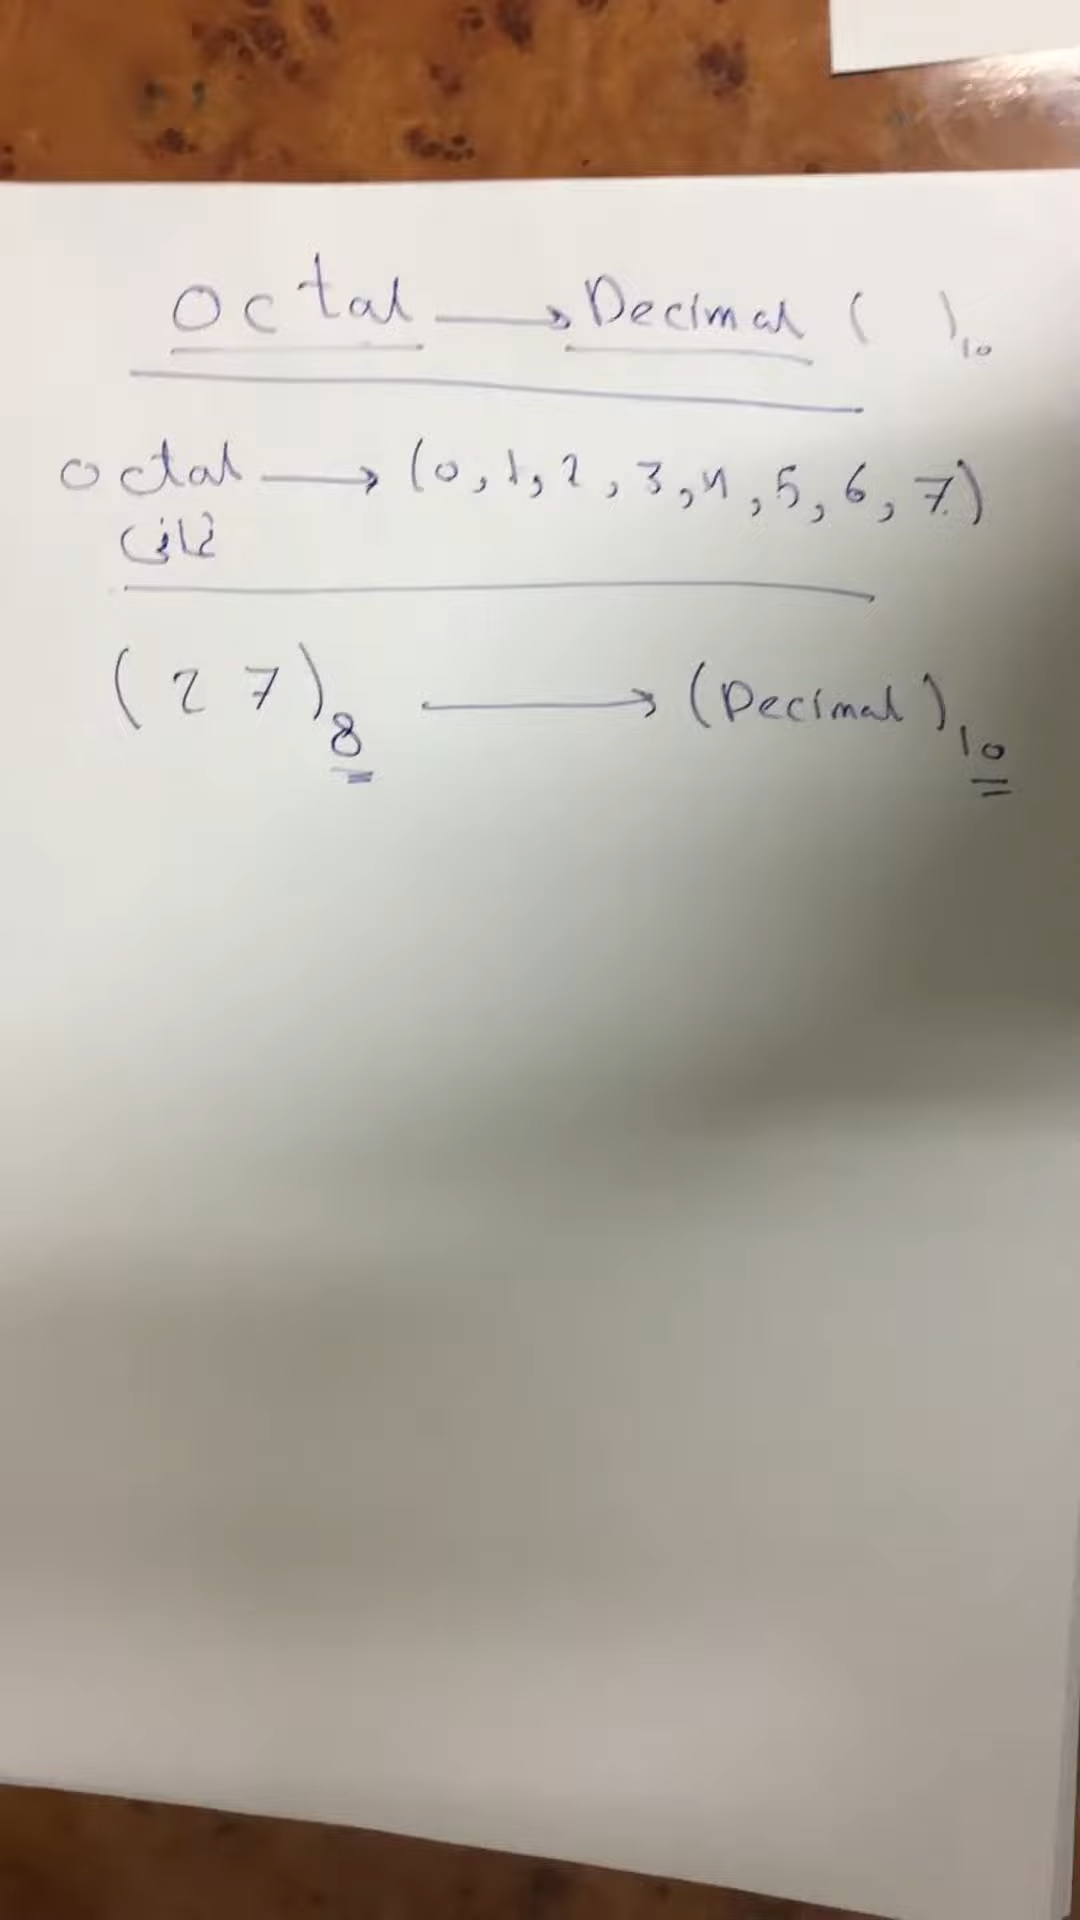 Octal → Decimal ( )₁₀
octal → (0, 1, 2, 3, 4, 5, 6, 7)
ثمانى
(27)₈ → (Decimal)₁₀